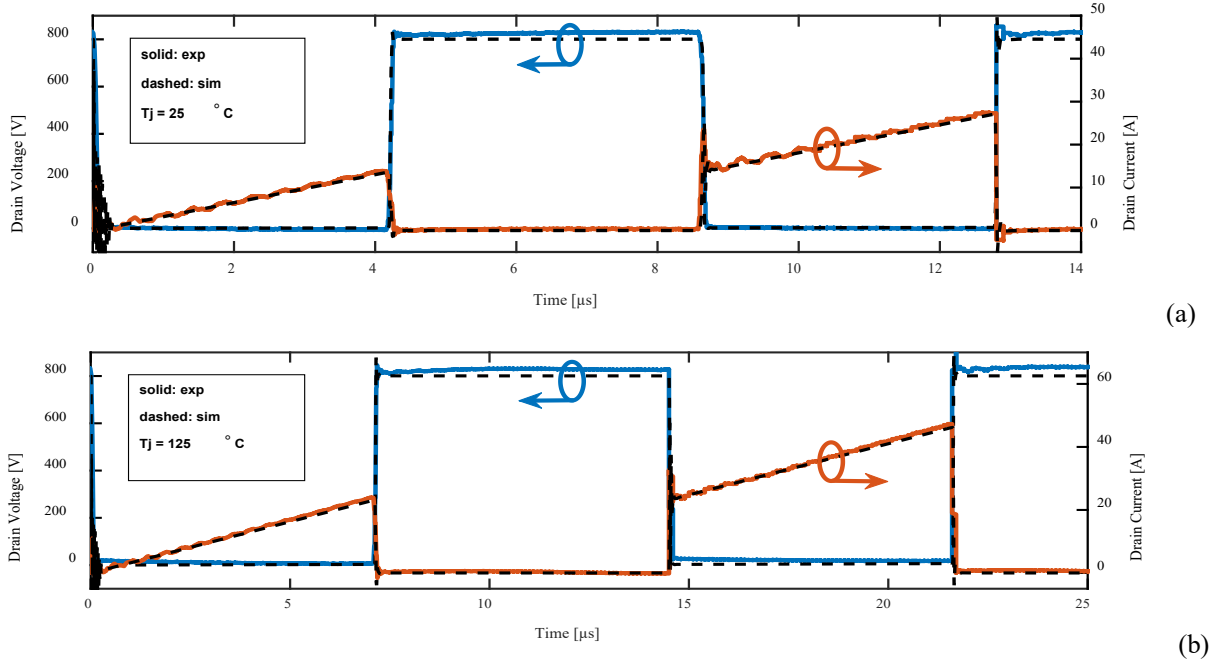 800
600
400
200
0
Drain Voltage [V]
solid: exp
dashed: sim
Tj = 25 ° C
50
40
30
20
10
0
Drain Current [A]
0 2 4 6 8 10 12 14
Time [µs]
(a)
800
600
400
200
0
Drain Voltage [V]
solid: exp
dashed: sim
Tj = 125 ° C
60
40
20
0
Drain Current [A]
0 5 10 15 20 25
Time [µs]
(b)